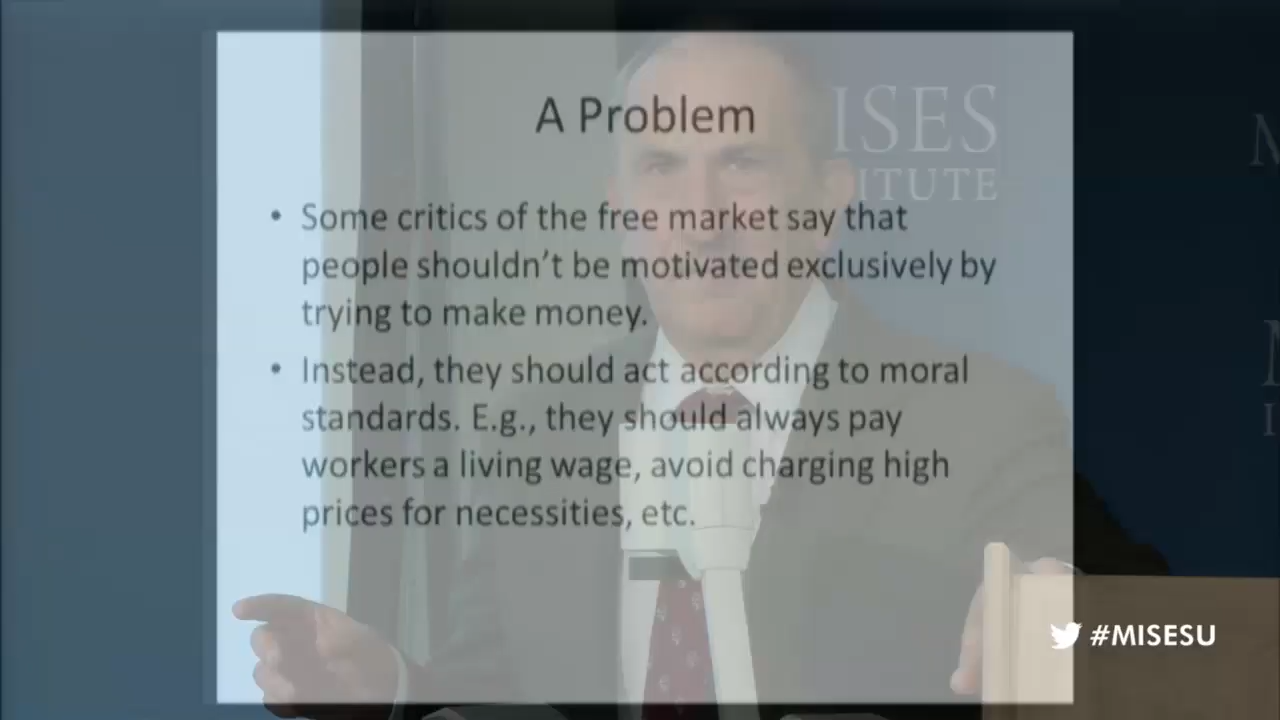 A Problem
ISES
ITUTE
• Some critics of the free market say that
people shouldn't be motivated exclusively by
trying to make money.
• Instead, they should act according to moral
standards. E.g., they should always pay
workers a living wage, avoid charging high
prices for necessities, etc.
#MISESU